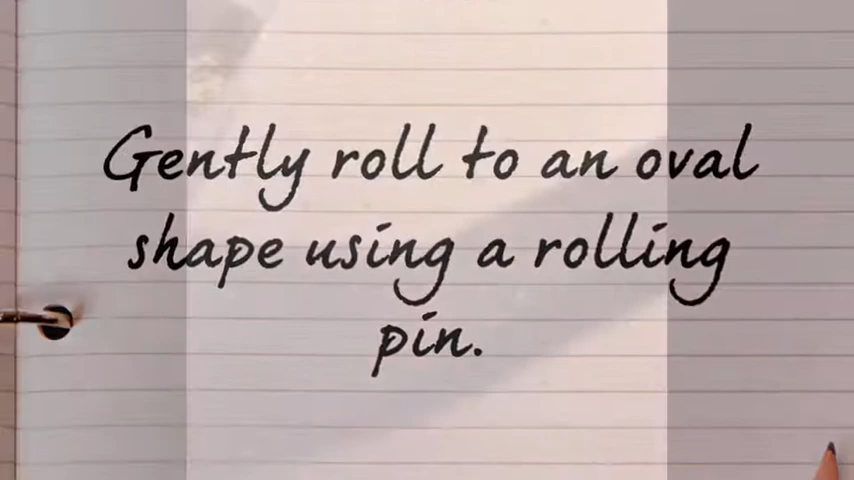 Gently roll to an oval
shape using a rolling
pin.